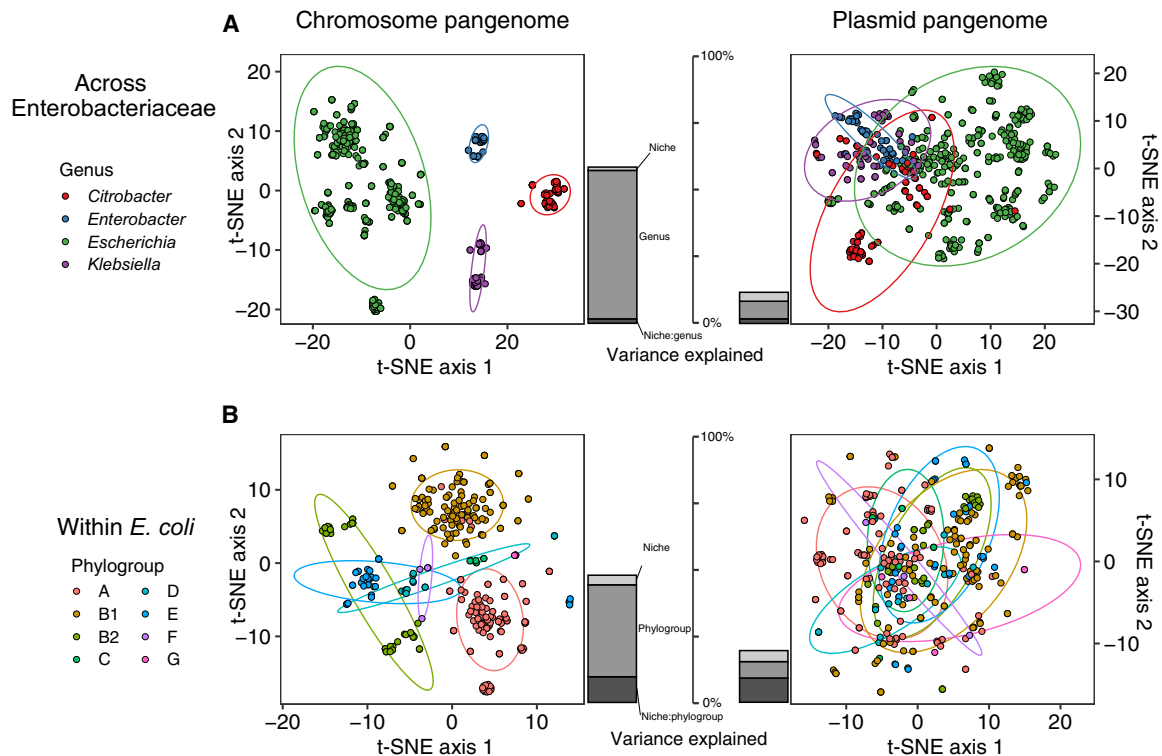 A
Chromosome pangenome
Plasmid pangenome
Across
Enterobacteriaceae
Genus
Citrobacter
Enterobacter
Escherichia
Klebsiella
t-SNE axis 2
20
10
0
−10
−20
−20
0
20
t-SNE axis 1
100%
Niche
Genus
0%
Niche:genus
Variance explained
20
10
0
−10
−20
−30
t-SNE axis 2
−20
−10
0
10
20
t-SNE axis 1
B
Within E. coli
Phylogroup
A
B1
B2
C
D
E
F
G
t-SNE axis 2
10
0
−10
−20
−10
0
10
t-SNE axis 1
100%
Niche
Phylogroup
0%
Niche:phylogroup
Variance explained
10
0
−10
t-SNE axis 2
−10
0
10
20
t-SNE axis 1